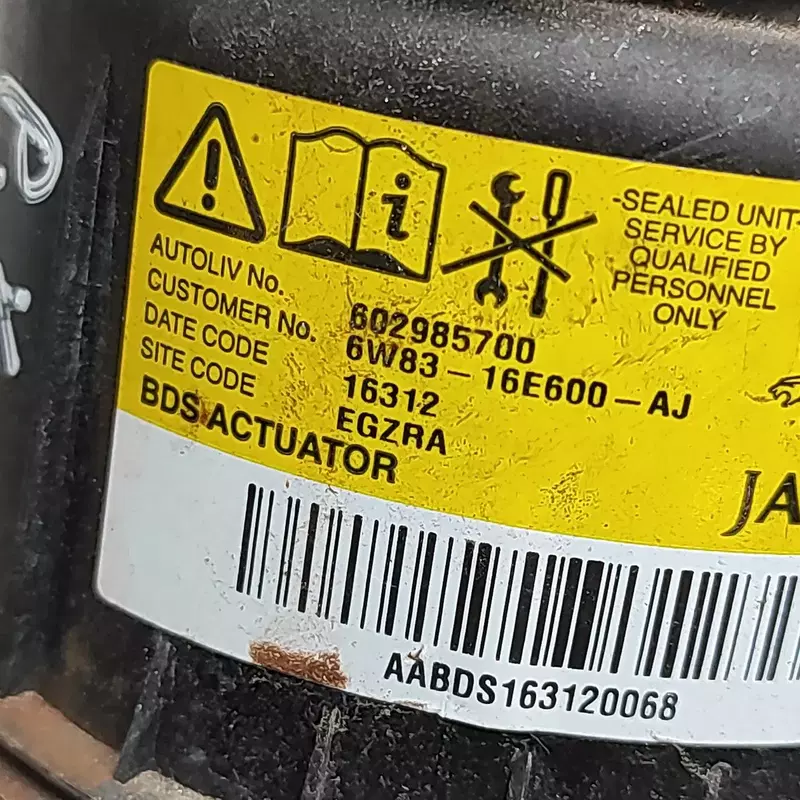 -SEALED UNIT-
SERVICE BY
QUALIFIED
PERSONNEL
ONLY
AUTOLIV No. 602985700
CUSTOMER No. 6W83-16E600-AJ
DATE CODE 16312
SITE CODE EGZRA
BDS ACTUATOR
JA
AABDS163120068